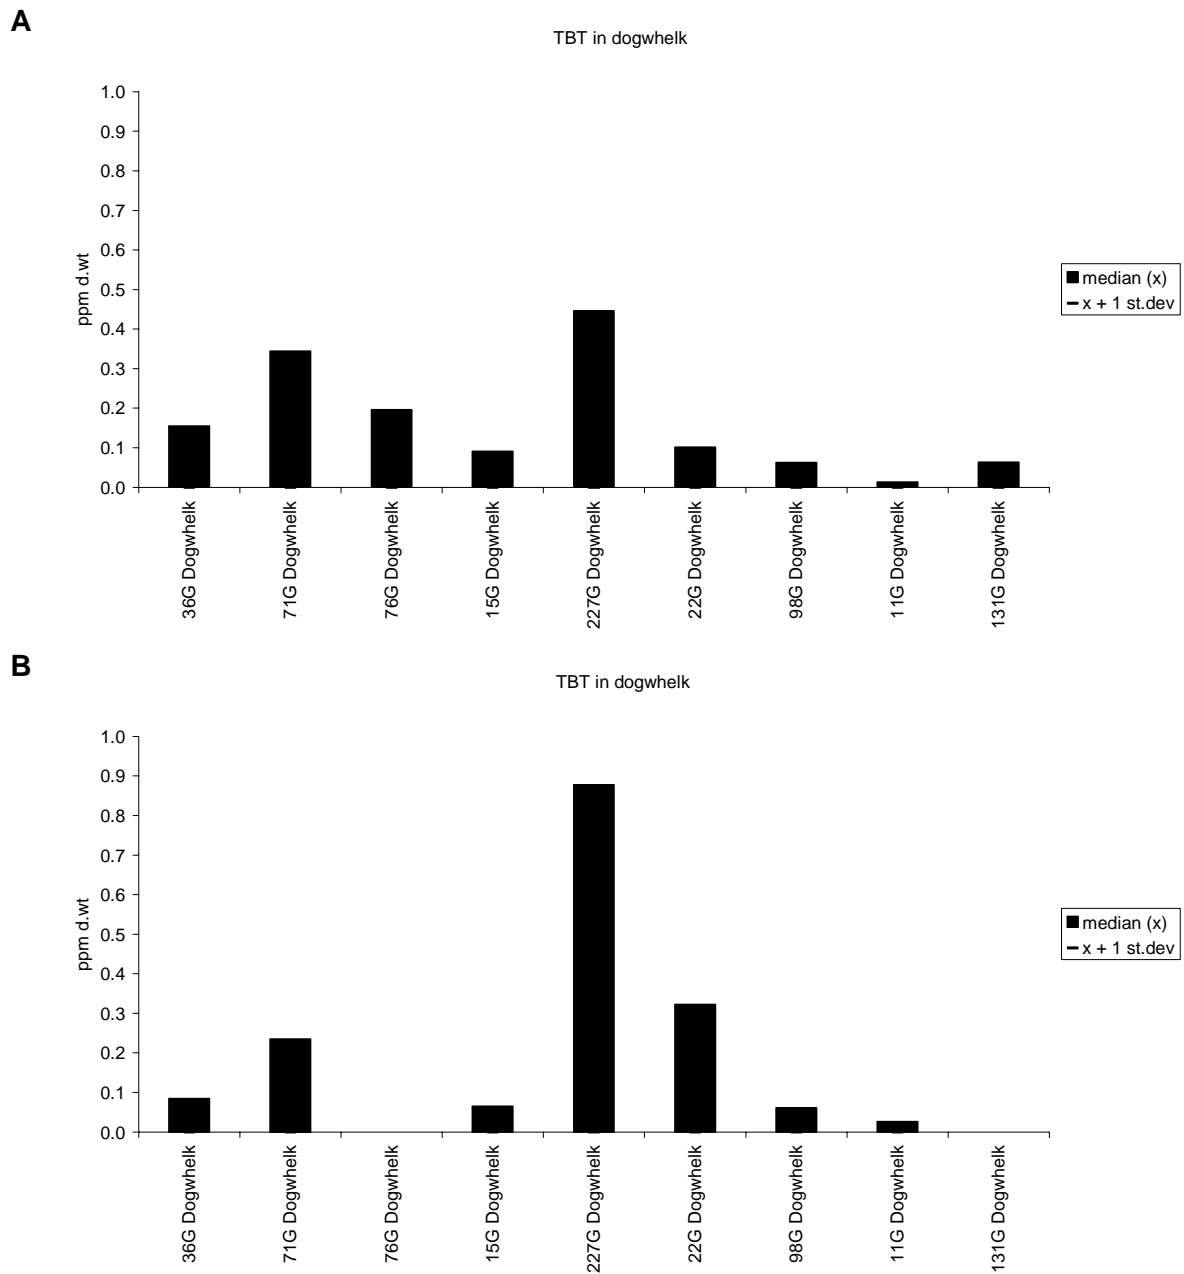 A
TBT in dogwhelk
1.0
0.9
0.8
0.7
0.6
0.5
0.4
0.3
0.2
0.1
0.0
ppm d.wt
36G Dogwhelk
71G Dogwhelk
76G Dogwhelk
15G Dogwhelk
227G Dogwhelk
22G Dogwhelk
98G Dogwhelk
11G Dogwhelk
131G Dogwhelk
median (x)
x + 1 st.dev
B
TBT in dogwhelk
1.0
0.9
0.8
0.7
0.6
0.5
0.4
0.3
0.2
0.1
0.0
ppm d.wt
36G Dogwhelk
71G Dogwhelk
76G Dogwhelk
15G Dogwhelk
227G Dogwhelk
22G Dogwhelk
98G Dogwhelk
11G Dogwhelk
131G Dogwhelk
median (x)
x + 1 st.dev